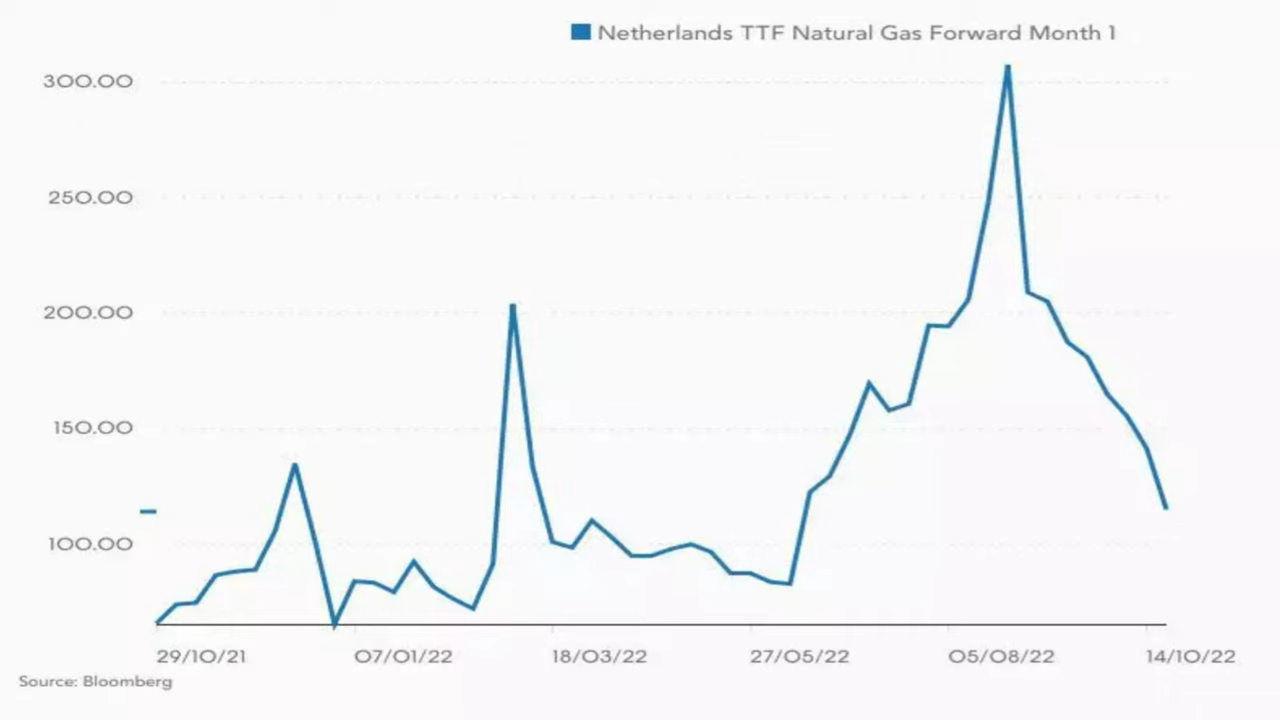 Netherlands TTF Natural Gas Forward Month 1
300.00
250.00
200.00
150.00
100.00
29/10/21 07/01/22 18/03/22 27/05/22 05/08/22 14/10/22
Source: Bloomberg